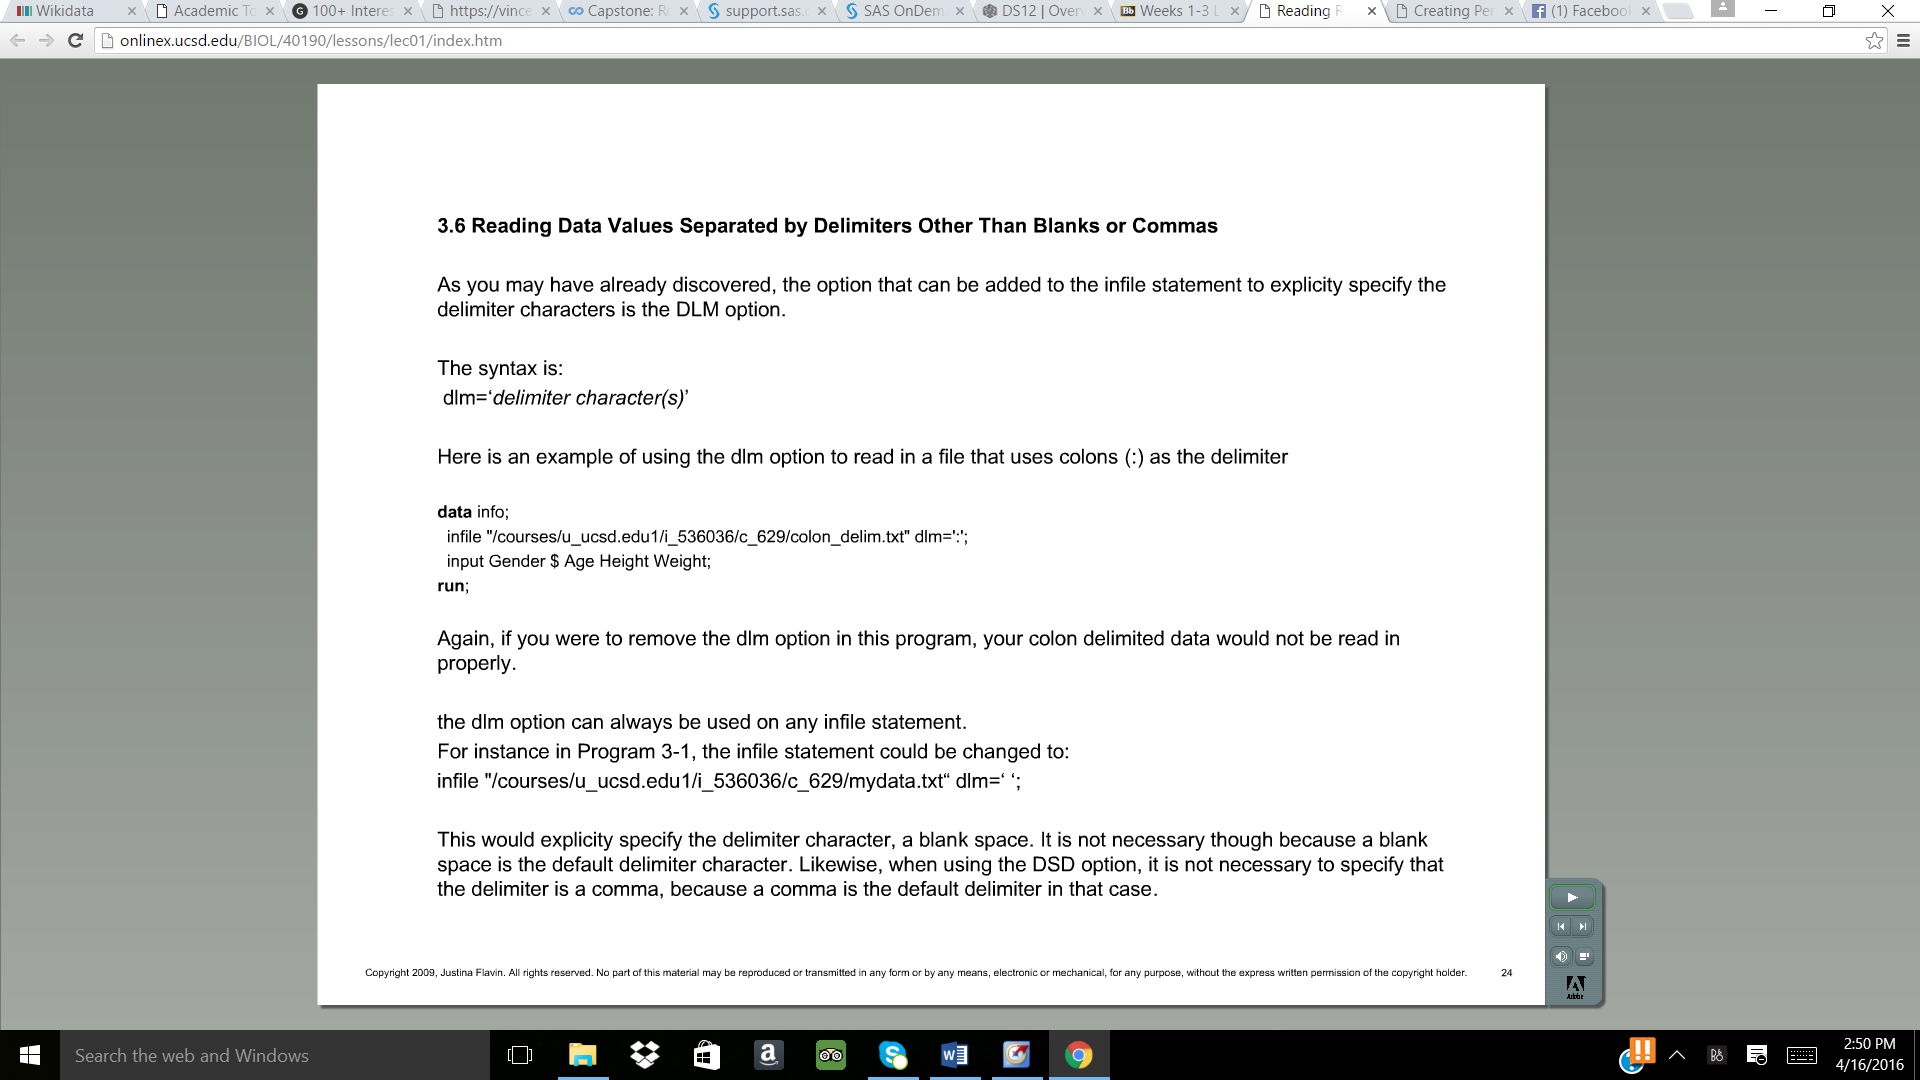 Wikidata
Academic To
100+ Interes
https://vince
Capstone: Re
support.sas.
SAS OnDem
DS12 | Over
Bb Weeks 1-3 L
Reading R
Creating Per
(1) Facebook
onlinex.ucsd.edu/BIOL/40190/lessons/lec01/index.htm
3.6 Reading Data Values Separated by Delimiters Other Than Blanks or Commas
As you may have already discovered, the option that can be added to the infile statement to explicity specify the
delimiter characters is the DLM option.
The syntax is:
dlm=‘delimiter character(s)’
Here is an example of using the dlm option to read in a file that uses colons (:) as the delimiter
data info;
infile "/courses/u_ucsd.edu1/i_536036/c_629/colon_delim.txt" dlm=':';
input Gender $ Age Height Weight;
run;
Again, if you were to remove the dlm option in this program, your colon delimited data would not be read in
properly.
the dlm option can always be used on any infile statement.
For instance in Program 3-1, the infile statement could be changed to:
infile "/courses/u_ucsd.edu1/i_536036/c_629/mydata.txt“ dlm=‘ ‘;
This would explicity specify the delimiter character, a blank space. It is not necessary though because a blank
space is the default delimiter character. Likewise, when using the DSD option, it is not necessary to specify that
the delimiter is a comma, because a comma is the default delimiter in that case.
Copyright 2009, Justina Flavin. All rights reserved. No part of this material may be reproduced or transmitted in any form or by any means, electronic or mechanical, for any purpose, without the express written permission of the copyright holder.
24
Adobe
Search the web and Windows
2:50 PM
4/16/2016